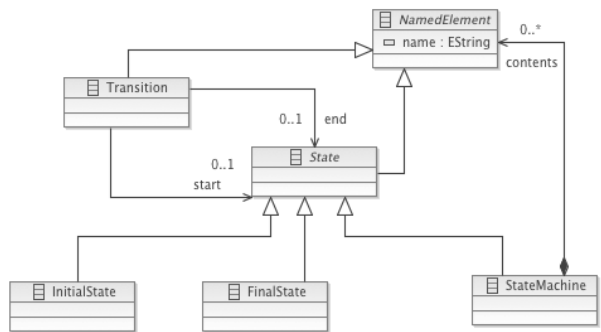 NamedElement
name : EString
0..*
contents
Transition
0..1
end
State
0..1
start
InitialState
FinalState
StateMachine